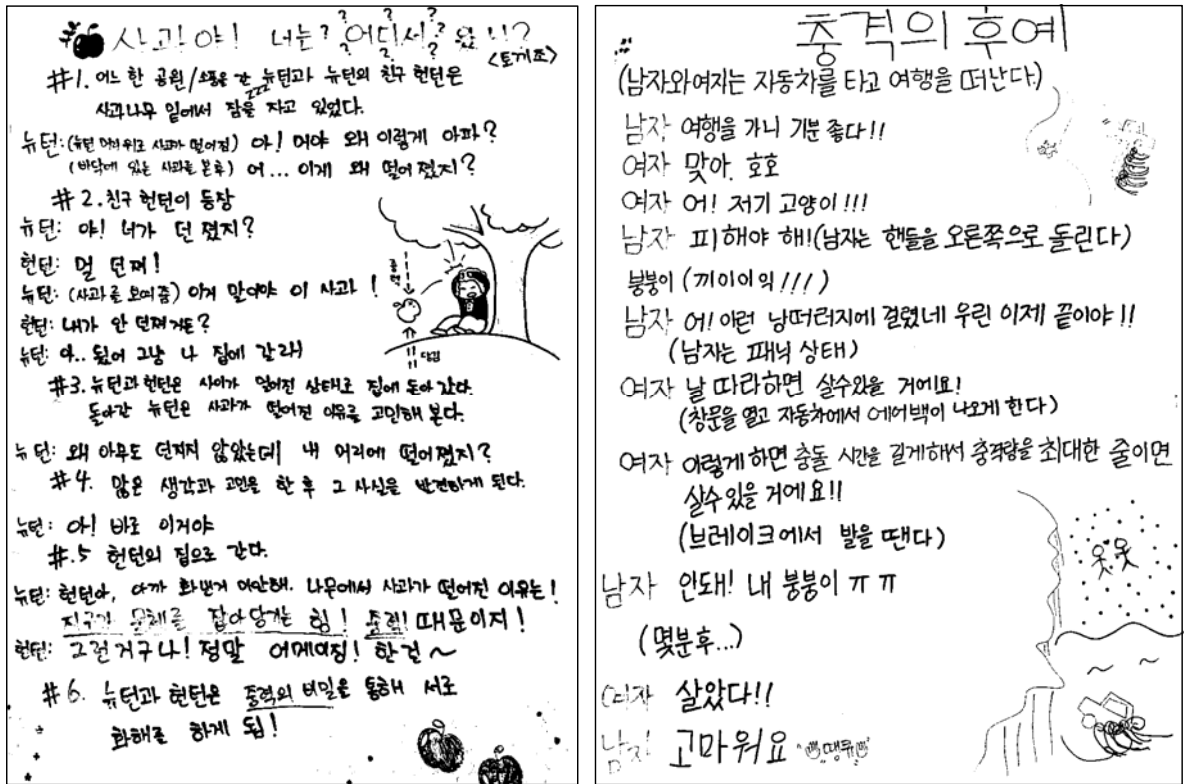 사과야! 너는? 어디서 왔니?
<토게죠>
#1. 어느 한 공원/소풍을 간 뉴턴과 뉴턴의 친구 헌턴은
zzz
사과나무 밑에서 잠을 자고 있었다.
뉴턴: (뉴턴 머리위로 사과가 떨어짐) 아! 머야 왜 이렇게 아파?
(바닥에 있는 사과를 본후) 어... 이게 왜 떨어졌지?
#2. 친구 헌턴이 등장
뉴턴: 야! 너가 던졌지?
헌턴: 멀 던져!
뉴턴: (사과를 보여줌) 이거 말이야 이 사과!
헌턴: 내가 안 던져거든?
뉴턴: 아.. 됬어 그냥 나 집에 갈래!
중력
#3. 뉴턴과 헌턴은 사이가 멀어진 상태로 집에 돌아 갔다.
돌아간 뉴턴은 사과가 떨어진 이유를 고민해 본다.
뉴턴: 왜 아무도 던지지 않았는데 내 머리에 떨어졌지?
#4. 많은 생각과 고민을 한 후 그 사실을 발견하게 된다.
뉴턴: 아! 바로 이거야
#.5 헌턴의 집으로 간다.
뉴턴: 헌턴아, 아까 화낸거 미안해. 나무에서 사과가 떨어진 이유는!
지구가 물체를 잡아당기는 힘! 중력! 때문이지!
헌턴: 그런거구나! 정말 어메이징! 한걸~
#6. 뉴턴과 헌턴은 중력의 비밀을 통해 서로
화해를 하게 됨!
충격의 후예
(남자와여자는 자동차를 타고 여행을 떠난다)
남자 여행을 가니 기분 좋다!!
여자 맞아. 호호
여자 어! 저기 고양이!!!
남자 피해야 해!(남자는 핸들을 오른쪽으로 돌린다)
붕붕이 (끼이이익!!!)
남자 어! 이런 낭떠러지에 걸렸네 우린 이제 끝이야!!
(남자는 패닉 상태)
여자 날 따라하면 살수있을 거에요!
(창문을 열고 자동차에서 에어백이 나오게 한다)
여자 이렇게 하면 충돌 시간을 길게해서 충격량을 최대한 줄이면
살수 있을 거에요!!
(브레이크에서 발을 땐다)
남자 안돼! 내 붕붕이 ㅠㅠ
(몇분후...)
여자 살았다!!
남자 고마워요 땡큐